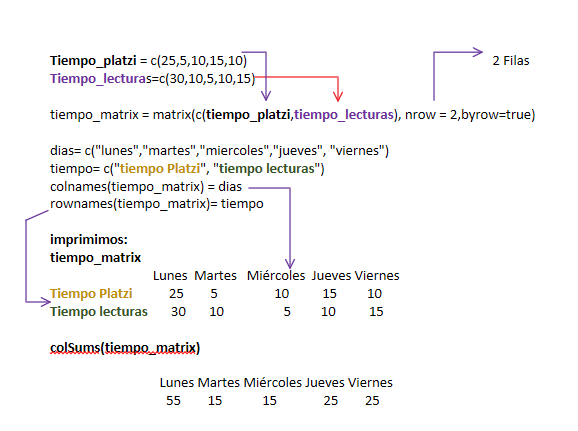 Tiempo_platzi = c(25,5,10,15,10) 2 Filas
Tiempo_lecturas=c(30,10,5,10,15)
tiempo_matrix = matrix(c(tiempo_platzi,tiempo_lecturas), nrow = 2,byrow=true)
dias= c("lunes","martes","miercoles","jueves", "viernes")
tiempo= c("tiempo Platzi", "tiempo lecturas")
colnames(tiempo_matrix) = dias
rownames(tiempo_matrix)= tiempo
imprimimos:
tiempo_matrix
Lunes Martes Miércoles Jueves Viernes
Tiempo Platzi 25 5 10 15 10
Tiempo lecturas 30 10 5 10 15
colSums(tiempo_matrix)
Lunes Martes Miércoles Jueves Viernes
55 15 15 25 25